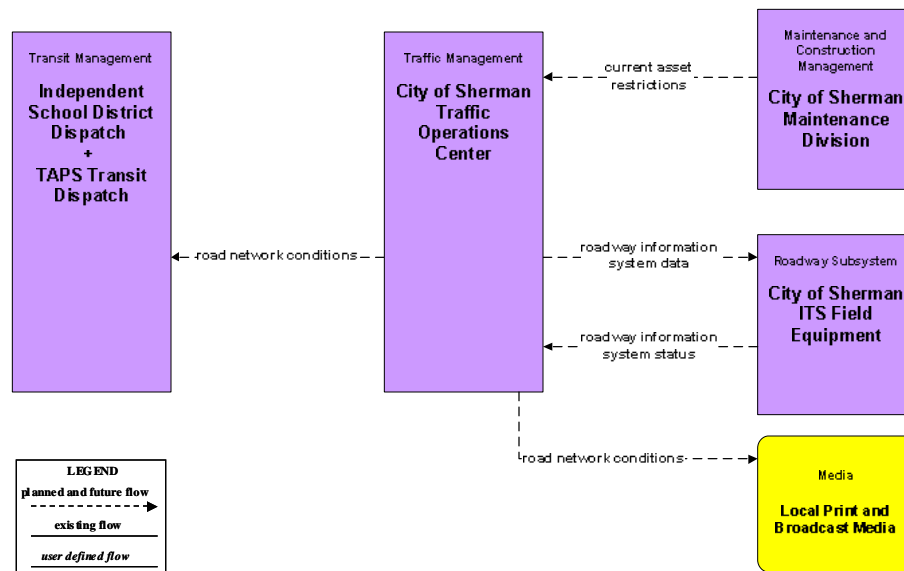 Transit Management
Independent
School District
Dispatch
+
TAPS Transit
Dispatch
Traffic Management
City of Sherman
Traffic
Operations
Center
Maintenance and
Construction
Management
City of Sherman
Maintenance
Division
current asset
restrictions
road network conditions
roadway information
system data
roadway information
system status
Roadway Subsystem
City of Sherman
ITS Field
Equipment
road network conditions
Media
Local Print and
Broadcast Media
LEGEND
planned and future flow
existing flow
user defined flow